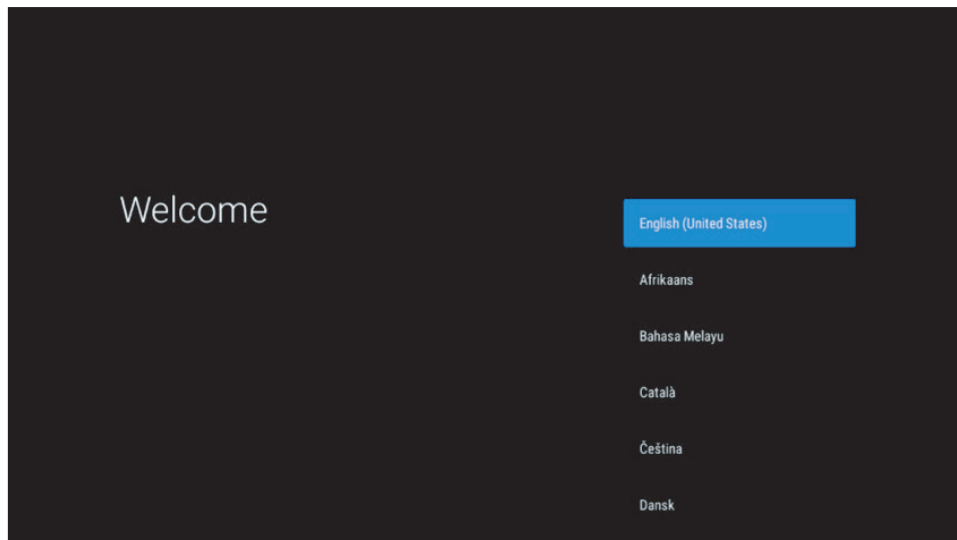 Welcome
English (United States)
Afrikaans
Bahasa Melayu
Català
Čeština
Dansk